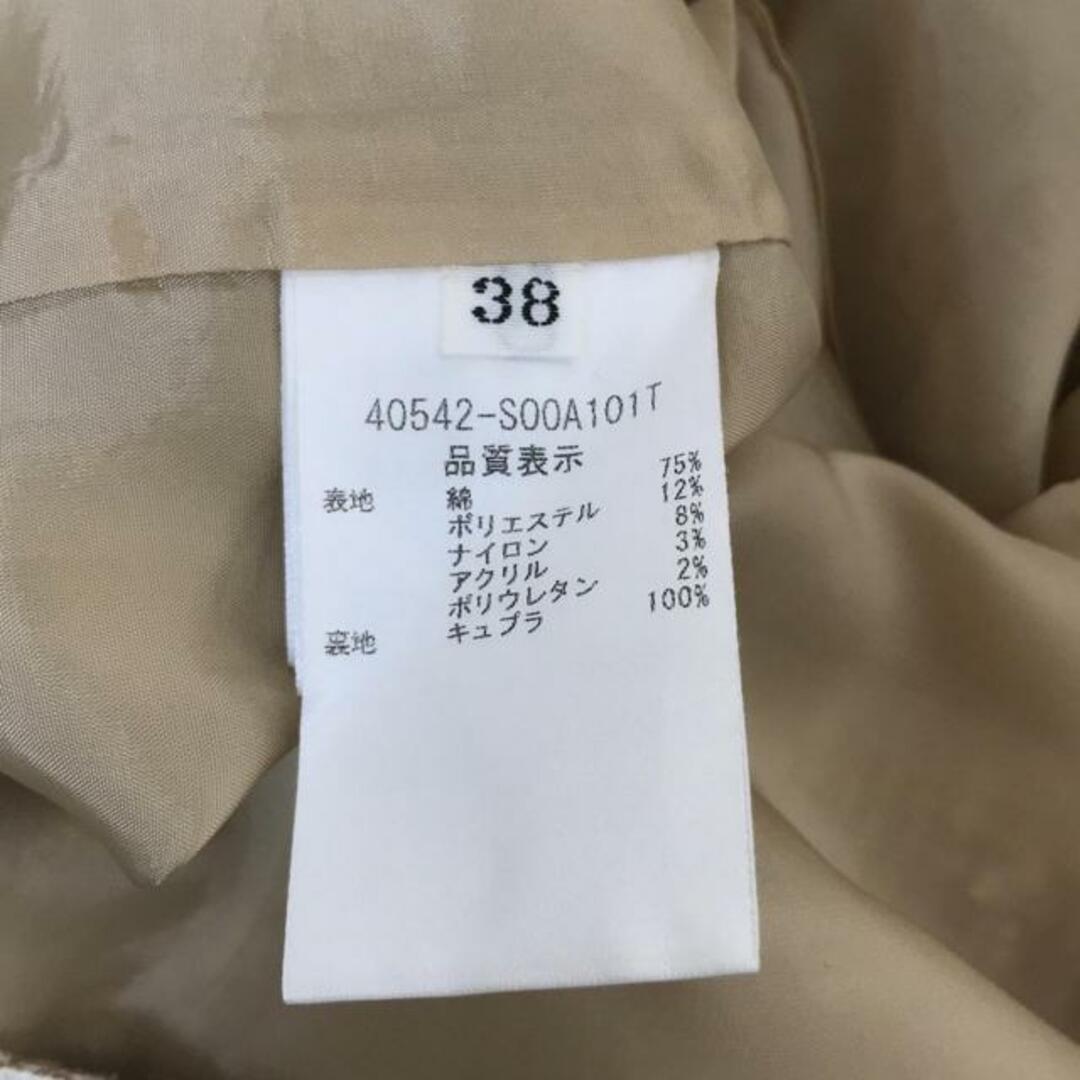 38
40542-S00A101T
品質表示
表地 綿 75%
ポリエステル 12%
ナイロン 8%
アクリル 3%
ポリウレタン 2%
裏地 キュプラ 100%